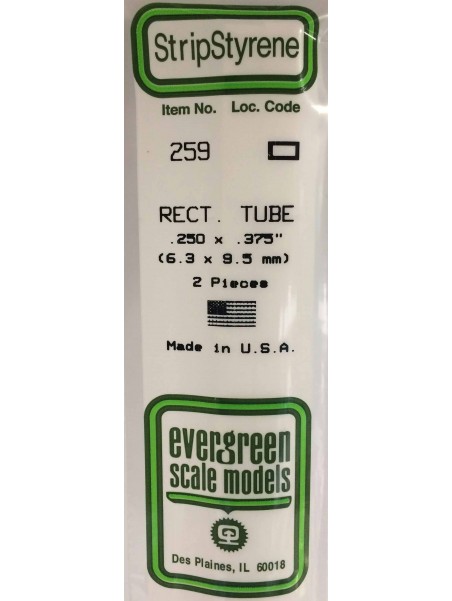 StripStyrene
Item No. Loc. Code
259
RECT. TUBE
.250 x .375"
(6.3 x 9.5 mm)
2 Pieces
Made in U.S.A.
evergreen
scale models
Des Plaines, IL 60018